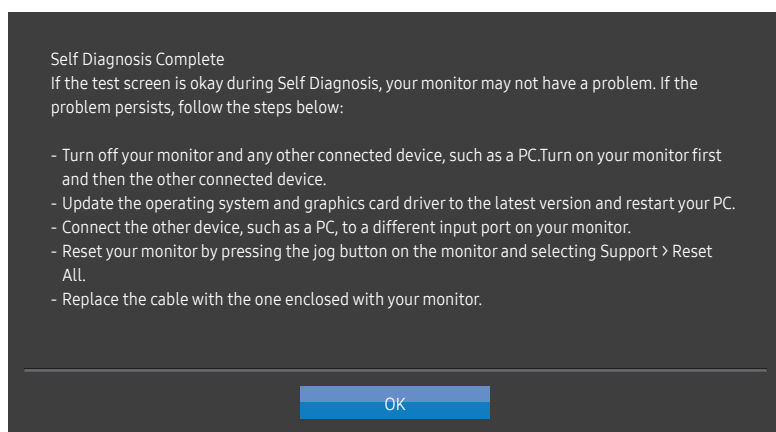 Self Diagnosis Complete
If the test screen is okay during Self Diagnosis, your monitor may not have a problem. If the
problem persists, follow the steps below:
- Turn off your monitor and any other connected device, such as a PC.Turn on your monitor first
and then the other connected device.
- Update the operating system and graphics card driver to the latest version and restart your PC.
- Connect the other device, such as a PC, to a different input port on your monitor.
- Reset your monitor by pressing the jog button on the monitor and selecting Support > Reset
All.
- Replace the cable with the one enclosed with your monitor.
OK